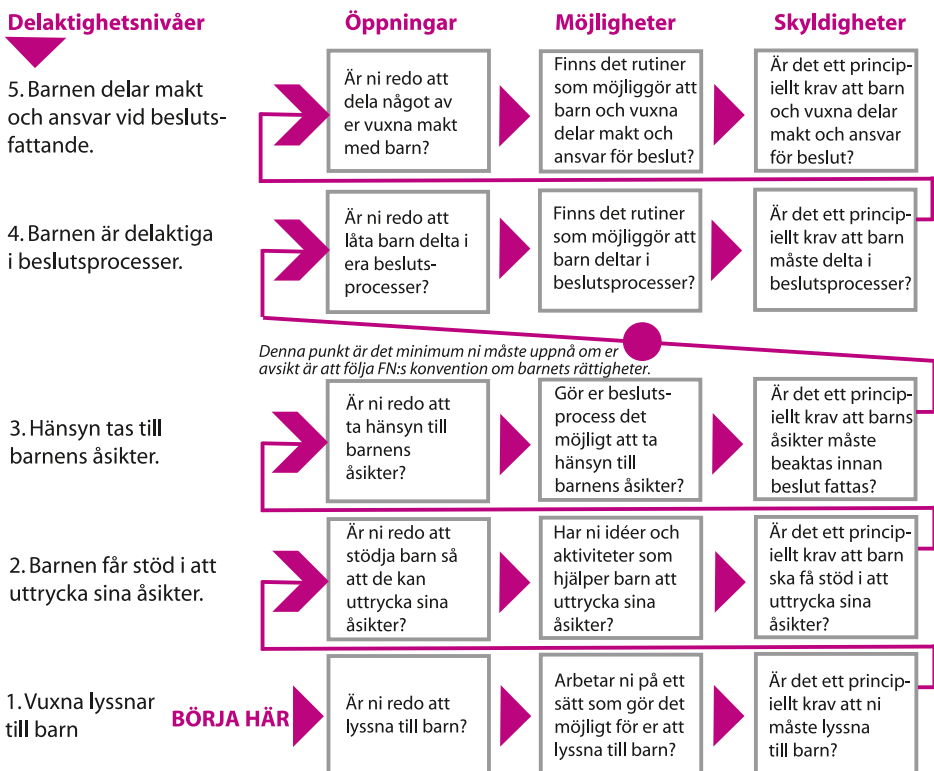 Delaktighetsnivåer
Öppningar
Möjligheter
Skyldigheter
5. Barnen delar makt
och ansvar vid besluts-
fattande.
Är ni redo att
dela något av
er vuxna makt
med barn?
Finns det rutiner
som möjliggör att
barn och vuxna
delar makt och
ansvar för beslut?
Är det ett princip-
iellt krav att barn
och vuxna delar
makt och ansvar
för beslut?
4. Barnen är delaktiga
i beslutsprocesser.
Är ni redo att
låta barn delta i
era besluts-
processer?
Finns det rutiner
som möjliggör att
barn deltar i
beslutsprocesser?
Är det ett princip-
iellt krav att barn
måste delta i
beslutsprocesser?
Denna punkt är det minimum ni måste uppnå om er
avsikt är att följa FN:s konvention om barnets rättigheter.
3. Hänsyn tas till
barnens åsikter.
Är ni redo att
ta hänsyn till
barnens
åsikter?
Gör er besluts-
process det
möjligt att ta
hänsyn till
barnens åsikter?
Är det ett princip-
iellt krav att barns
åsikter måste
beaktas innan
beslut fattas?
2. Barnen får stöd i att
uttrycka sina åsikter.
Är ni redo att
stödja barn så
att de kan
uttrycka sina
åsikter?
Har ni idéer och
aktiviteter som
hjälper barn att
uttrycka sina
åsikter?
Är det ett princip-
iellt krav att barn
ska få stöd i att
uttrycka sina
åsikter?
1. Vuxna lyssnar
till barn
BÖRJA HÄR
Är ni redo att
lyssna till barn?
Arbetar ni på ett
sätt som gör det
möjligt för er att
lyssna till barn?
Är det ett princip-
iellt krav att ni
måste lyssna
till barn?